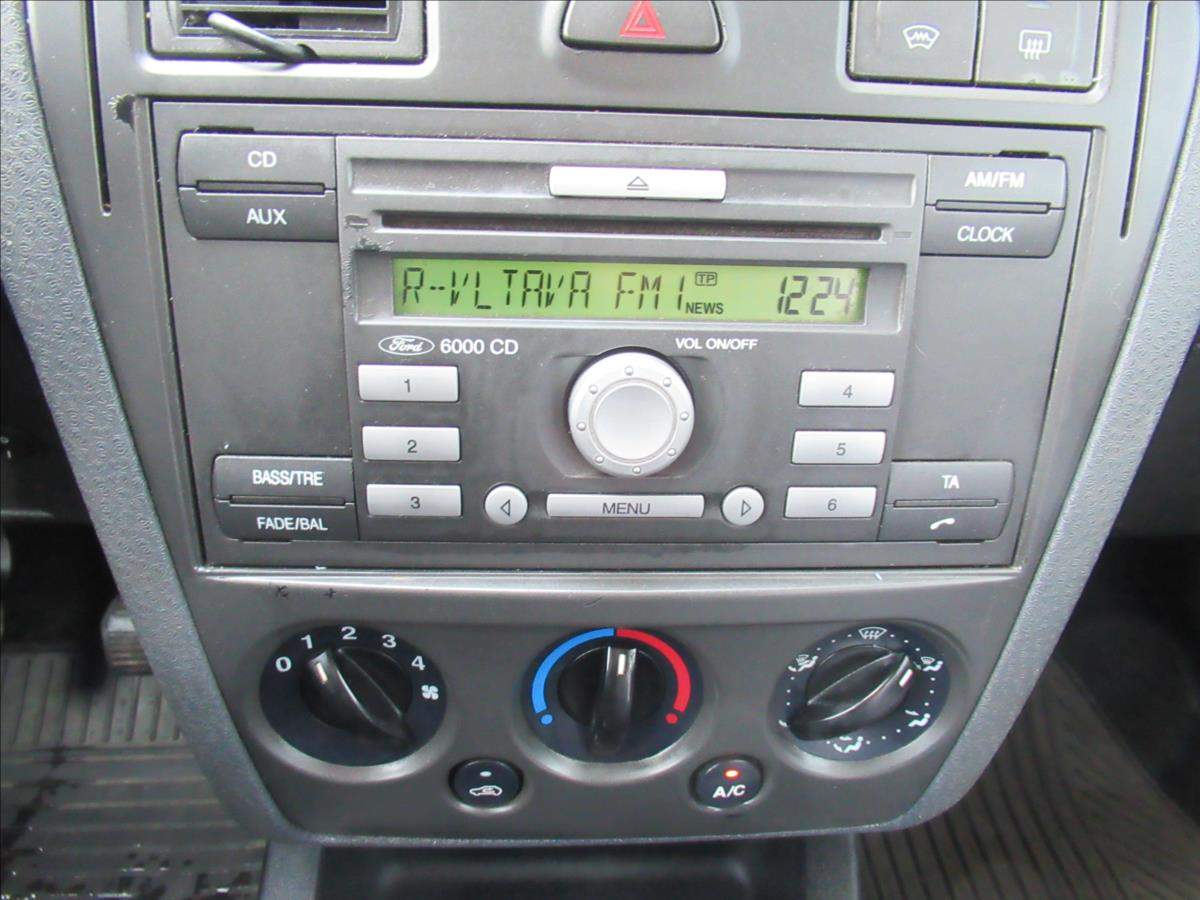 CD
AUX
AM/FM
CLOCK
R-VLTAVA FM1 TP NEWS 1224
Ford 6000 CD
VOL ON/OFF
1
4
2
5
3
MENU
6
BASS/TRE
FADE/BAL
TA
0 1 2 3 4
A/C